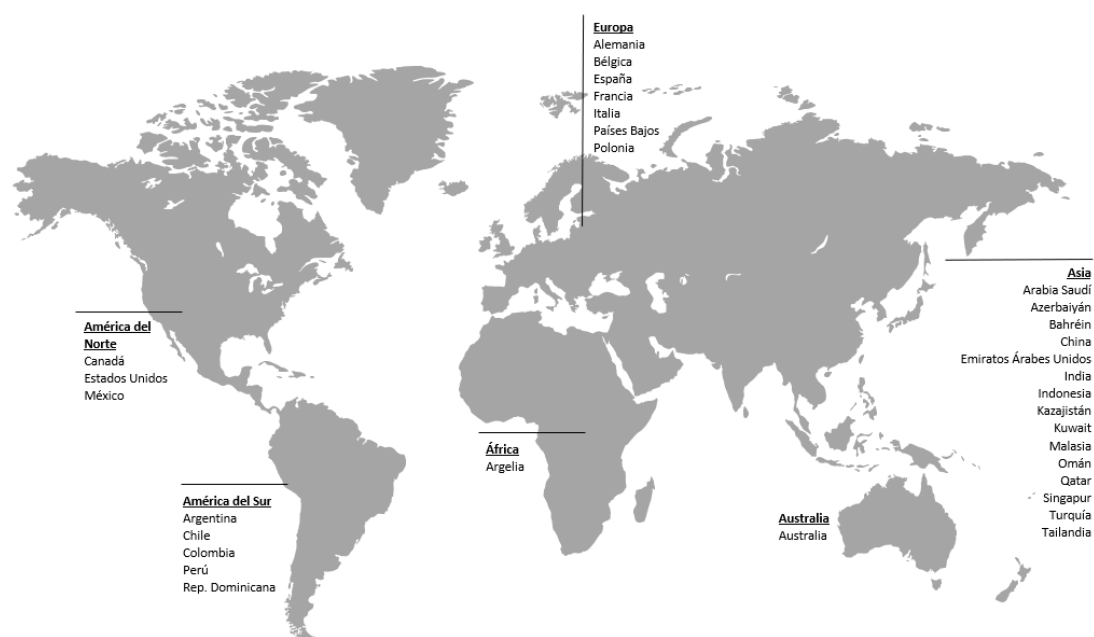 Europa
Alemania
Bélgica
España
Francia
Italia
Países Bajos
Polonia
Asia
Arabia Saudí
Azerbaiyán
Bahréin
China
Emiratos Árabes Unidos
India
Indonesia
Kazajistán
Kuwait
Malasia
Omán
Qatar
Singapur
Turquía
Tailandia
América del
Norte
Canadá
Estados Unidos
México
África
Argelia
América del Sur
Argentina
Chile
Colombia
Perú
Rep. Dominicana
Australia
Australia